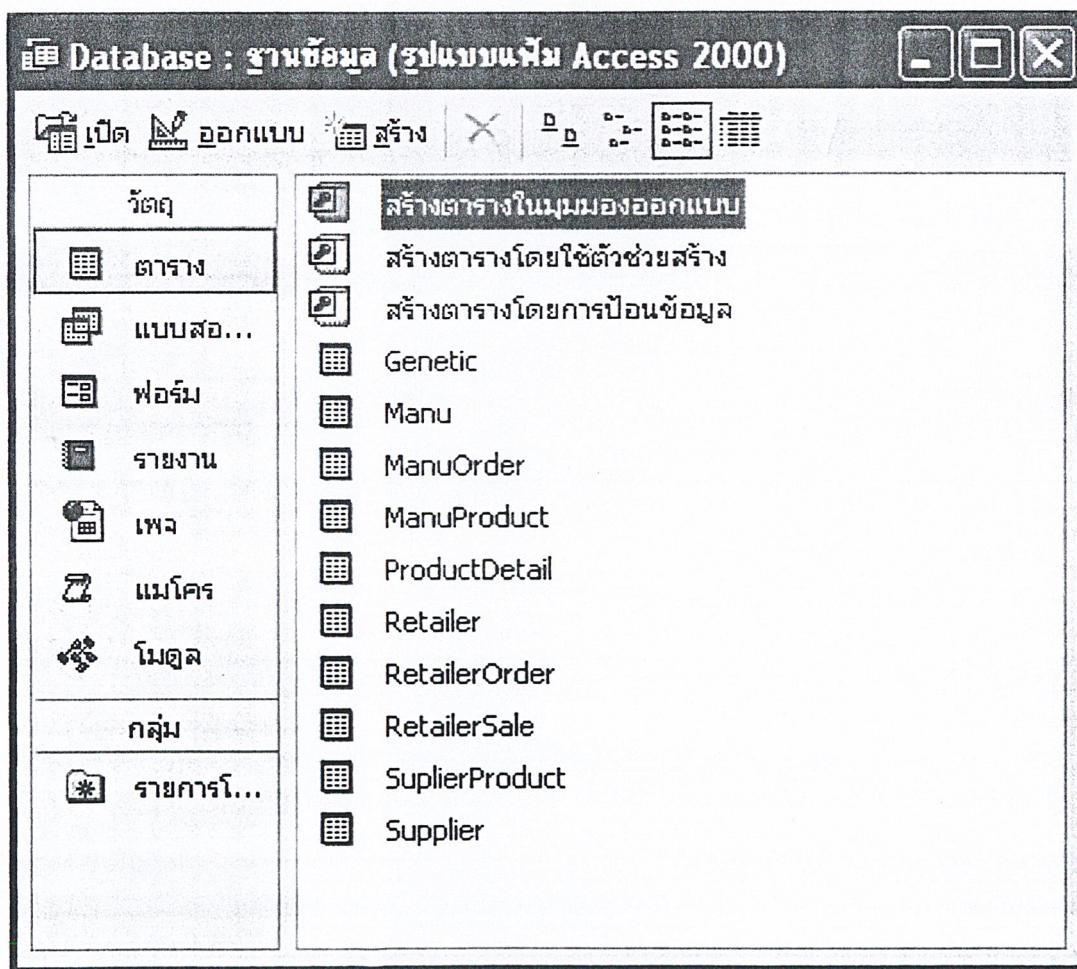 Database : ฐานข้อมูล (รูปแบบแฟ้ม Access 2000)
เปิด ออกแบบ สร้าง
วัตถุ
ตาราง
แบบสอ...
ฟอร์ม
รายงาน
เพจ
แมโคร
โมดูล
กลุ่ม
รายการโ...
สร้างตารางในมุมมองออกแบบ
สร้างตารางโดยใช้ตัวช่วยสร้าง
สร้างตารางโดยการป้อนข้อมูล
Genetic
Manu
ManuOrder
ManuProduct
ProductDetail
Retailer
RetailerOrder
RetailerSale
SuplierProduct
Supplier